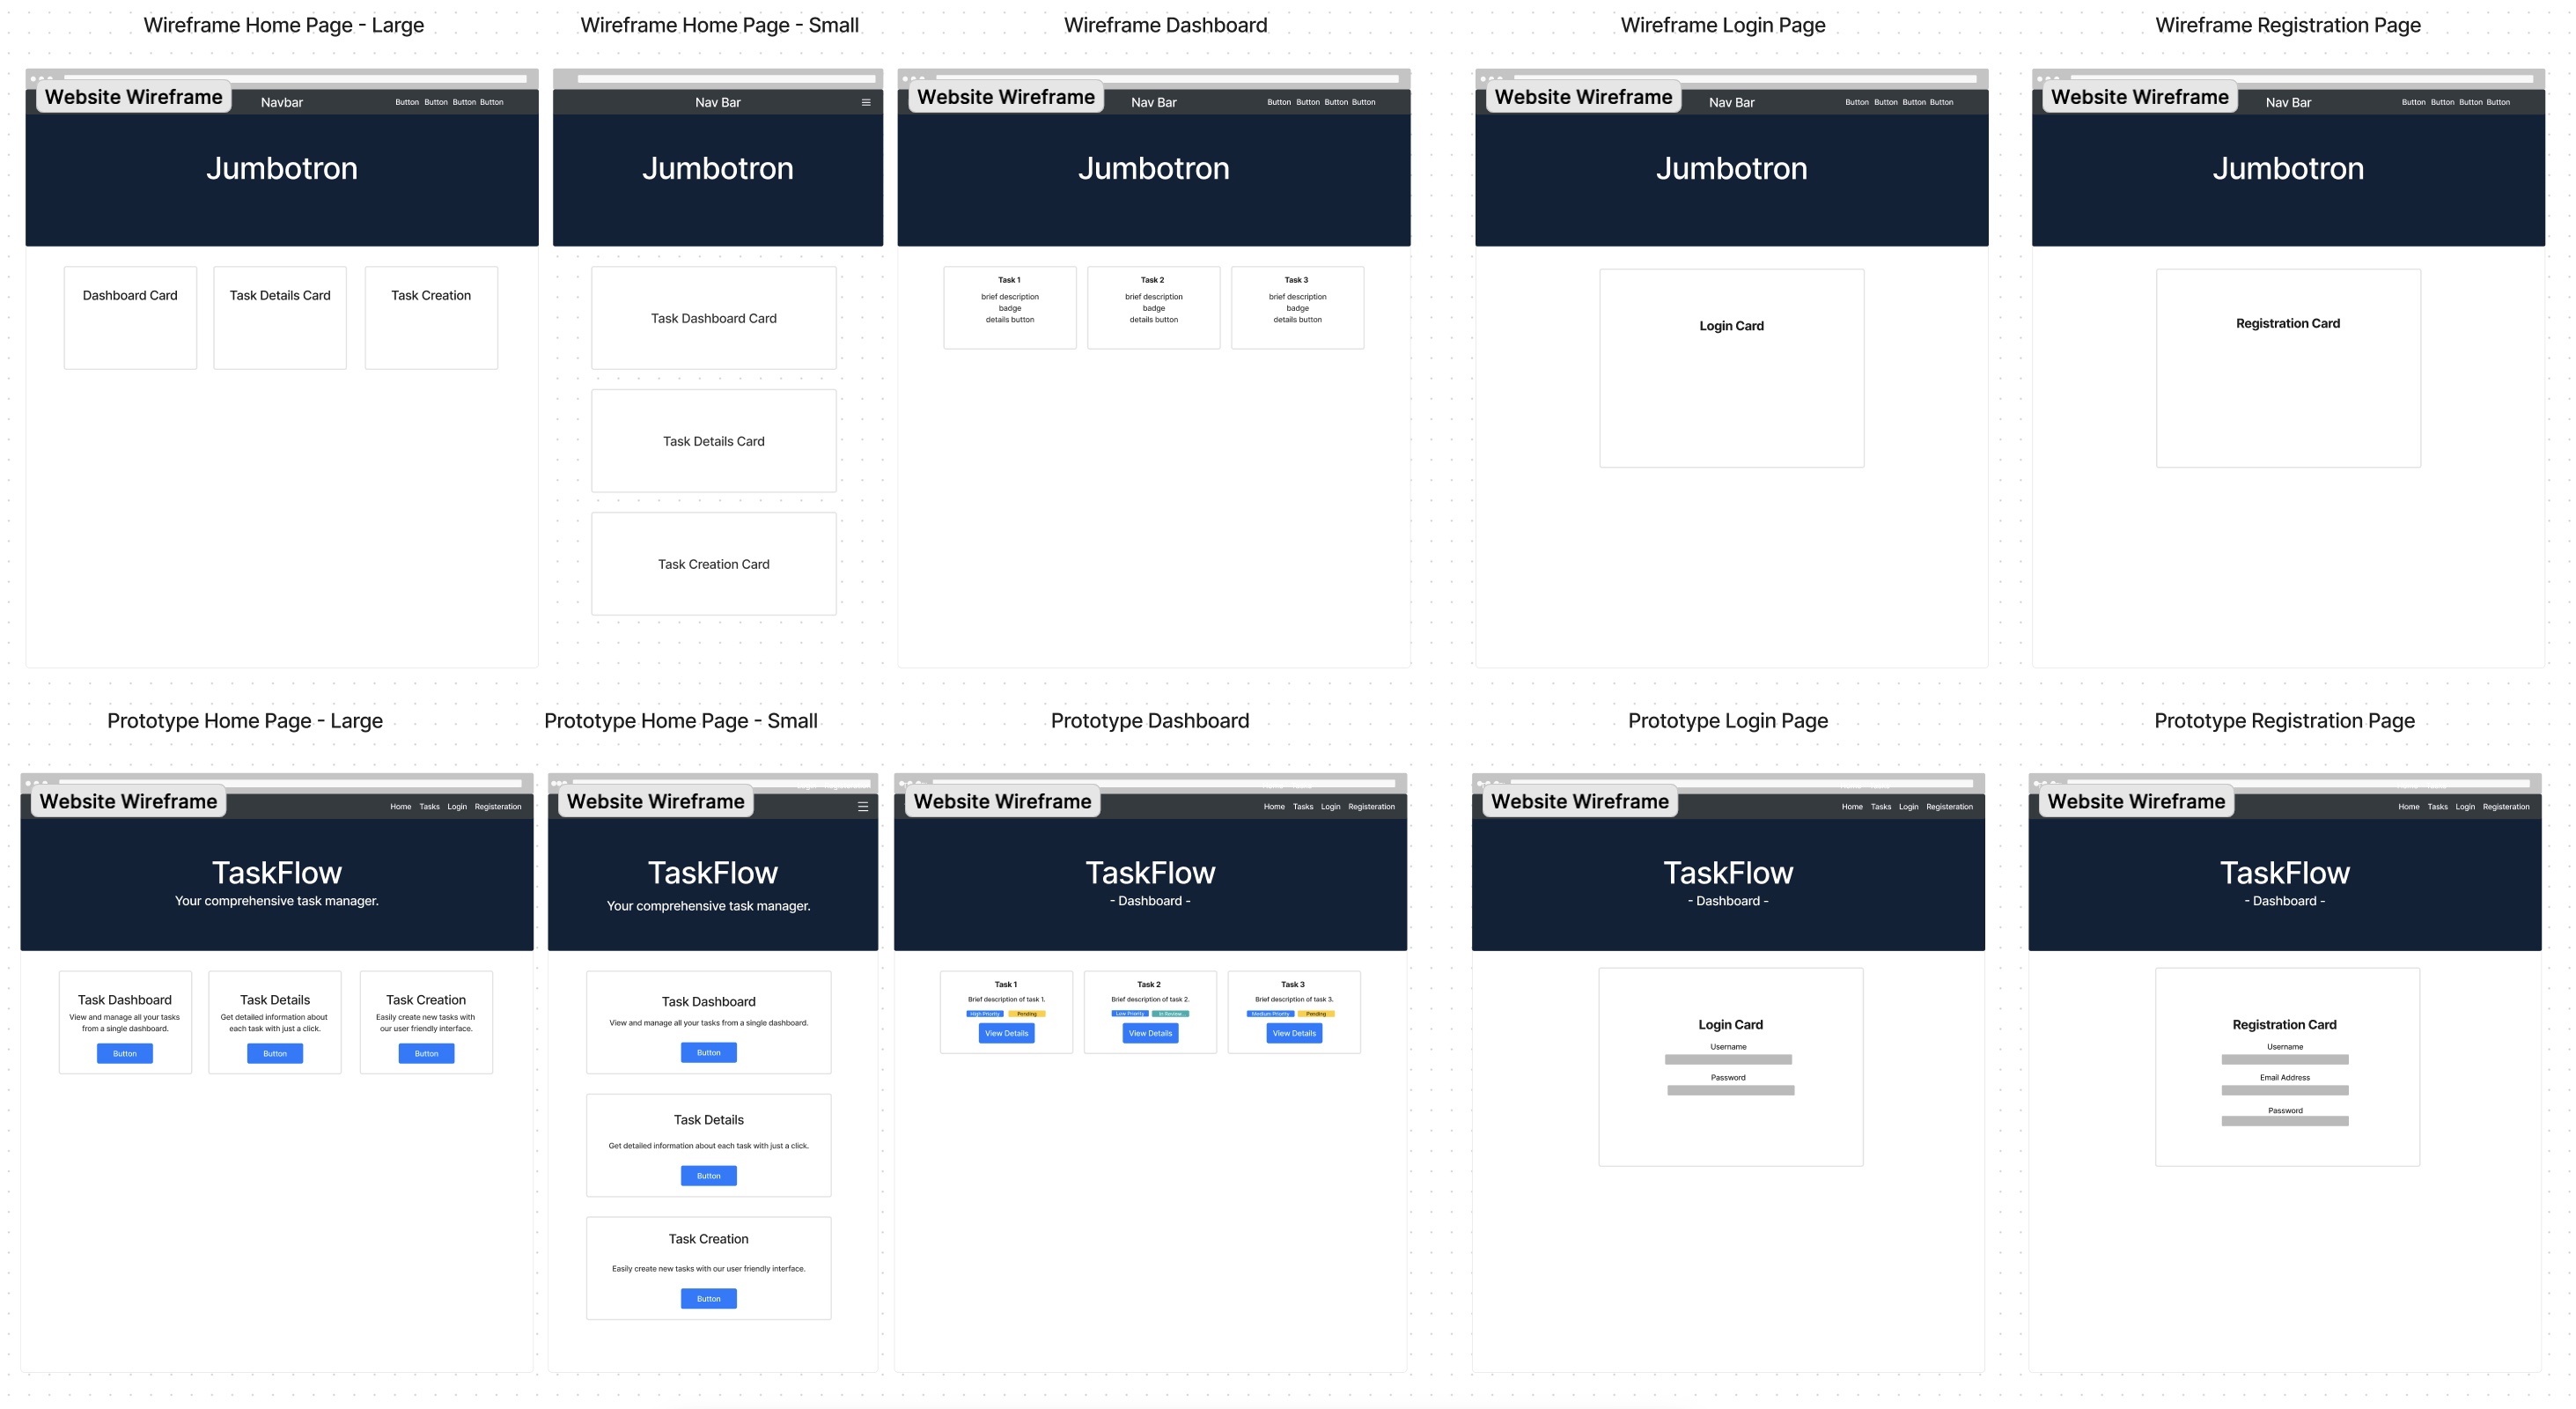 Wireframe Home Page - Large
Website Wireframe
Navbar
Button Button Button Button
Jumbotron
Dashboard Card
Task Details Card
Task Creation
Wireframe Home Page - Small
Nav Bar
Jumbotron
Task Dashboard Card
Task Details Card
Task Creation Card
Wireframe Dashboard
Website Wireframe
Nav Bar
Button Button Button Button
Jumbotron
Task 1
brief description
badge
details button
Task 2
brief description
badge
details button
Task 3
brief description
badge
details button
Wireframe Login Page
Website Wireframe
Nav Bar
Button Button Button Button
Jumbotron
Login Card
Wireframe Registration Page
Website Wireframe
Nav Bar
Button Button Button Button
Jumbotron
Registration Card
Prototype Home Page - Large
Website Wireframe
Home Tasks Login Registeration
TaskFlow
Your comprehensive task manager.
Task Dashboard
View and manage all your tasks
from a single dashboard.
Button
Task Details
Get detailed information about
each task with just a click.
Button
Task Creation
Easily create new tasks with
our user friendly interface.
Button
Prototype Home Page - Small
Website Wireframe
TaskFlow
Your comprehensive task manager.
Task Dashboard
View and manage all your tasks from a single dashboard.
Button
Task Details
Get detailed information about each task with just a click.
Button
Task Creation
Easily create new tasks with our user friendly interface.
Button
Prototype Dashboard
Website Wireframe
Home Tasks Login Registeration
TaskFlow
- Dashboard -
Task 1
Brief description of task 1.
High Priority Pending
View Details
Task 2
Brief description of task 2.
Low Priority In Review
View Details
Task 3
Brief description of task 3.
Medium Priority Pending
View Details
Prototype Login Page
Website Wireframe
Home Tasks Login Registeration
TaskFlow
- Dashboard -
Login Card
Username
Password
Prototype Registration Page
Website Wireframe
Home Tasks Login Registeration
TaskFlow
- Dashboard -
Registration Card
Username
Email Address
Password